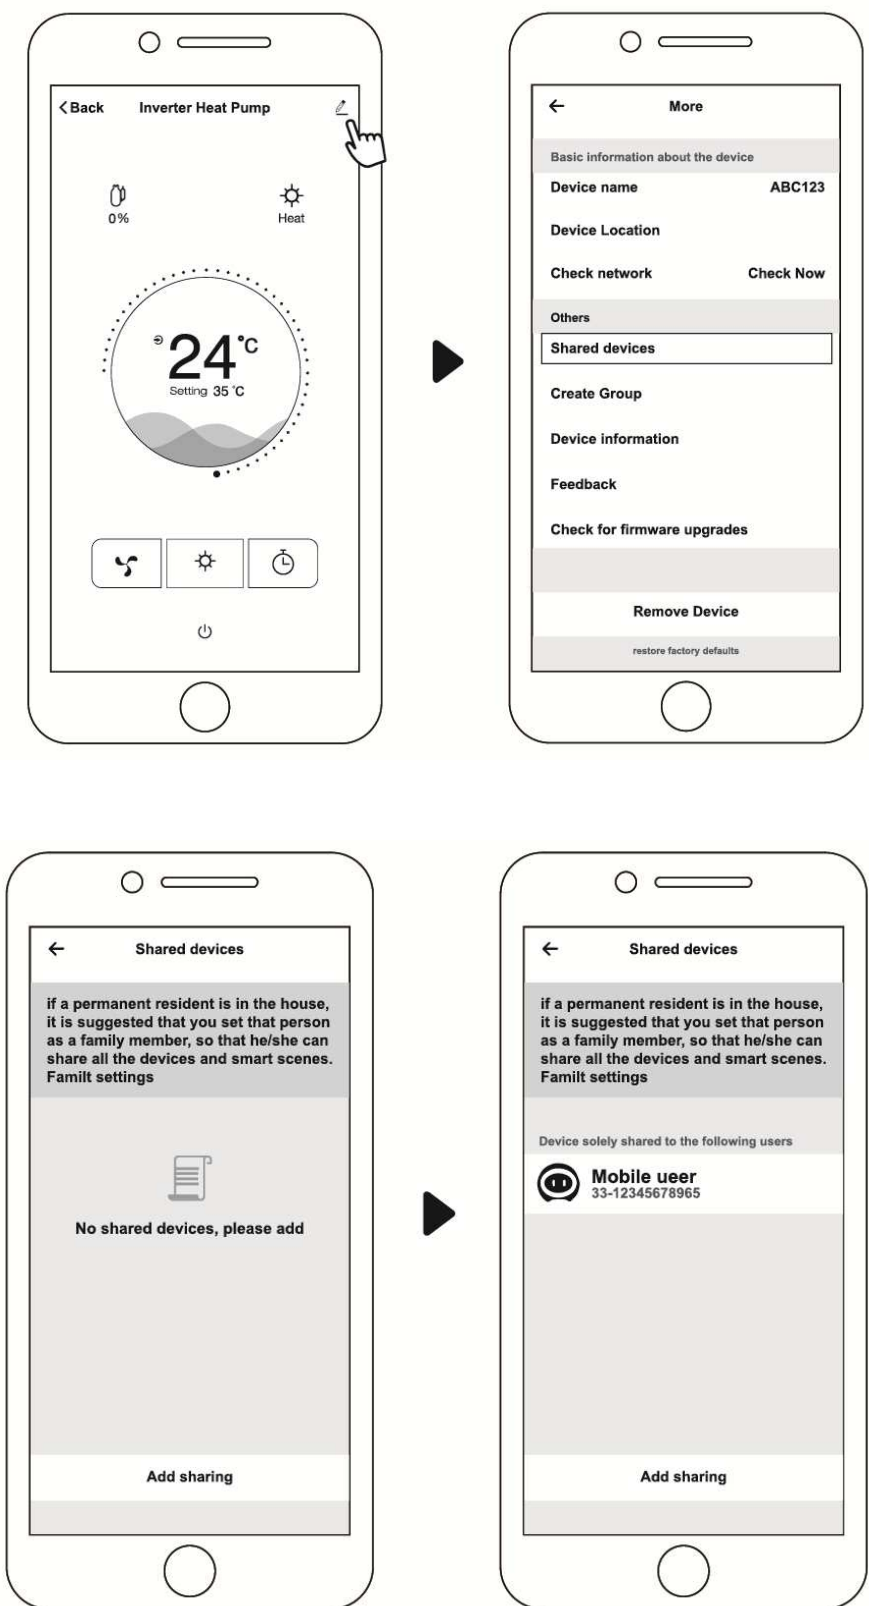 Back Inverter Heat Pump
0% Heat
24°C
Setting 35 °C
More
Basic information about the device
Device name ABC123
Device Location
Check network Check Now
Others
Shared devices
Create Group
Device information
Feedback
Check for firmware upgrades
Remove Device
restore factory defaults
Shared devices
if a permanent resident is in the house,
it is suggested that you set that person
as a family member, so that he/she can
share all the devices and smart scenes.
Familt settings
No shared devices, please add
Add sharing
Shared devices
if a permanent resident is in the house,
it is suggested that you set that person
as a family member, so that he/she can
share all the devices and smart scenes.
Familt settings
Device solely shared to the following users
Mobile ueer
33-12345678965
Add sharing